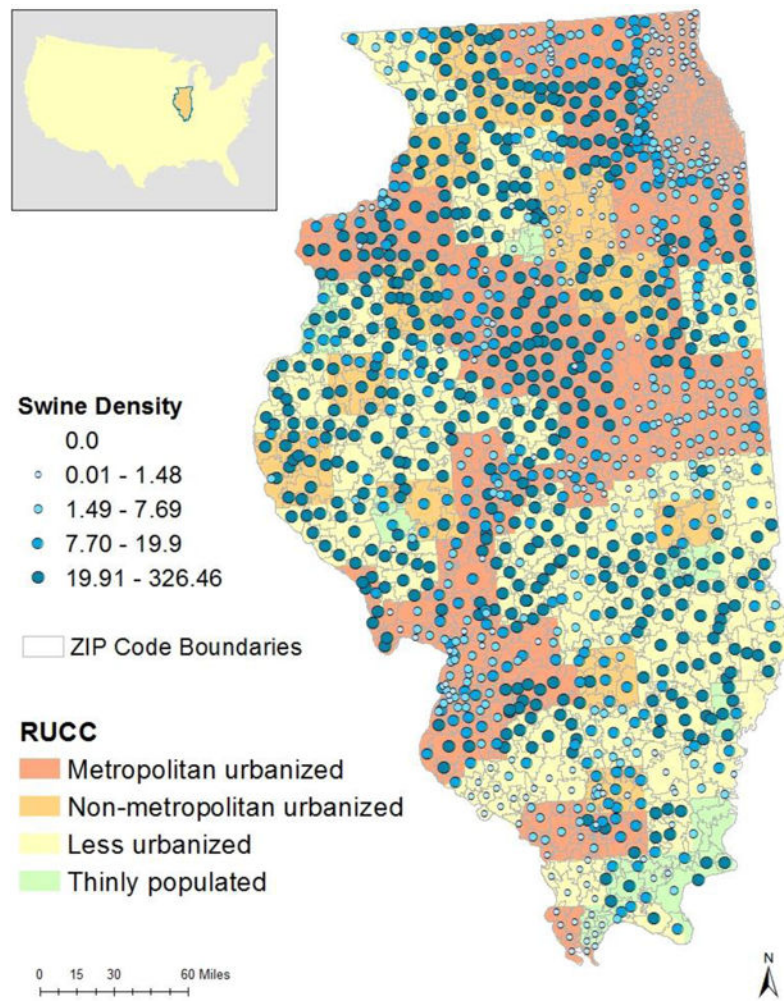 Swine Density
0.0
0.01 - 1.48
1.49 - 7.69
7.70 - 19.9
19.91 - 326.46
ZIP Code Boundaries
RUCC
Metropolitan urbanized
Non-metropolitan urbanized
Less urbanized
Thinly populated
0 15 30 60 Miles
N